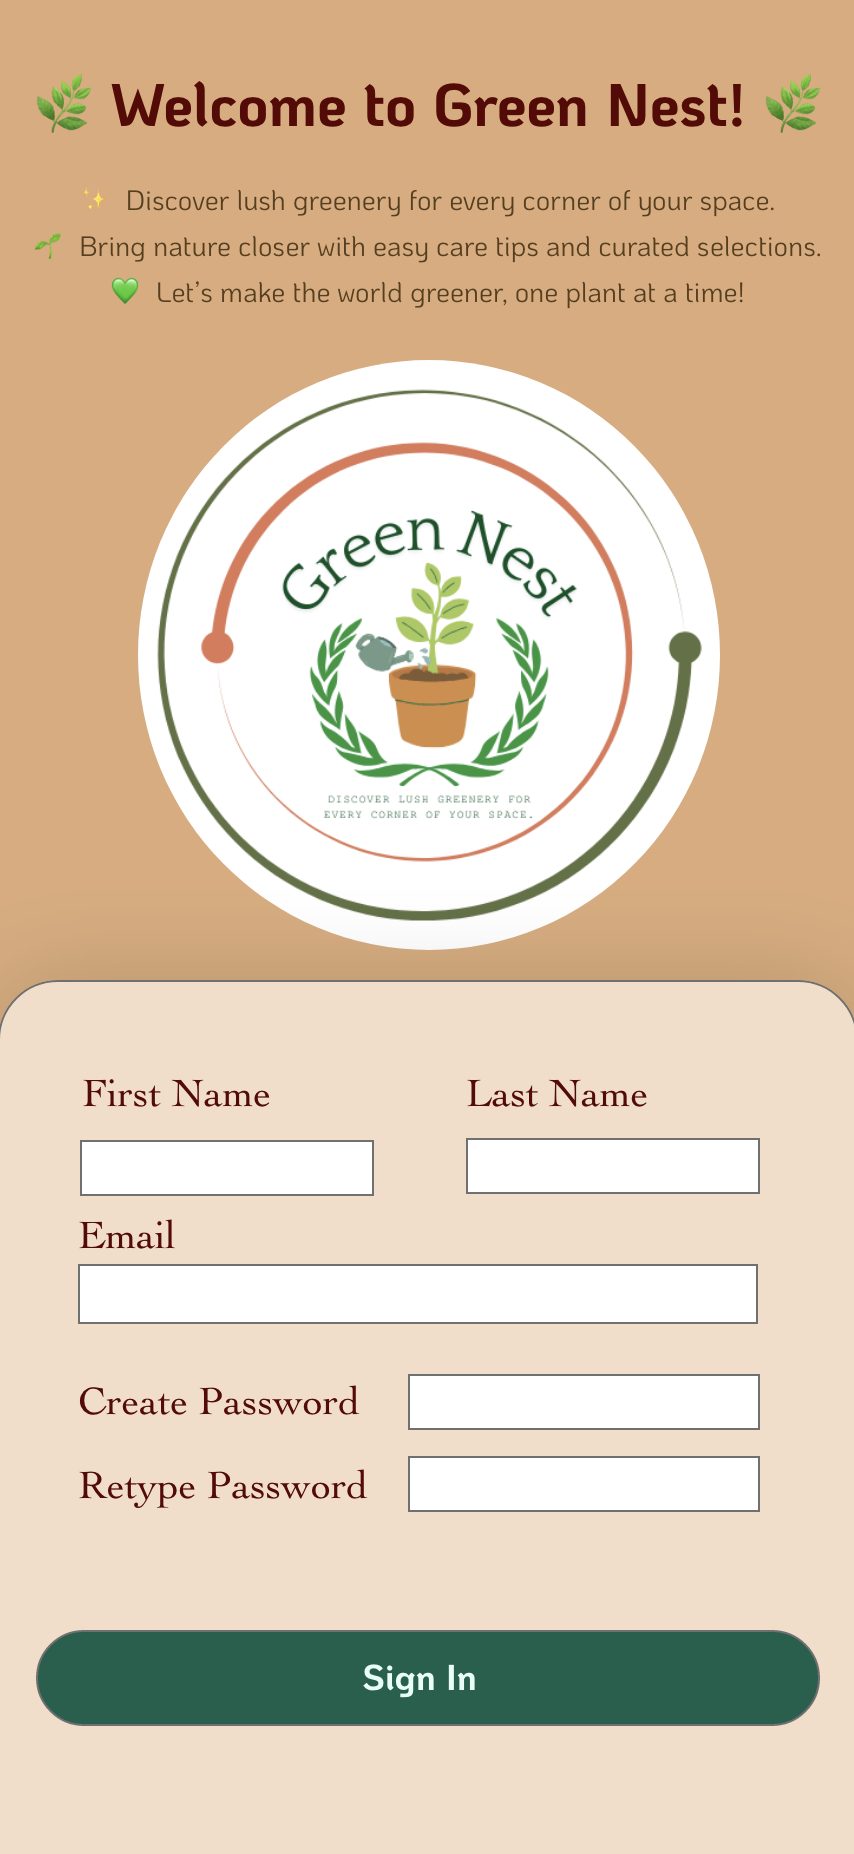 🌿 Welcome to Green Nest! 🌿
✨ Discover lush greenery for every corner of your space.
🌱 Bring nature closer with easy care tips and curated selections.
💚 Let’s make the world greener, one plant at a time!
Green Nest
DISCOVER LUSH GREENERY FOR
EVERY CORNER OF YOUR SPACE.
First Name
Last Name
Email
Create Password
Retype Password
Sign In